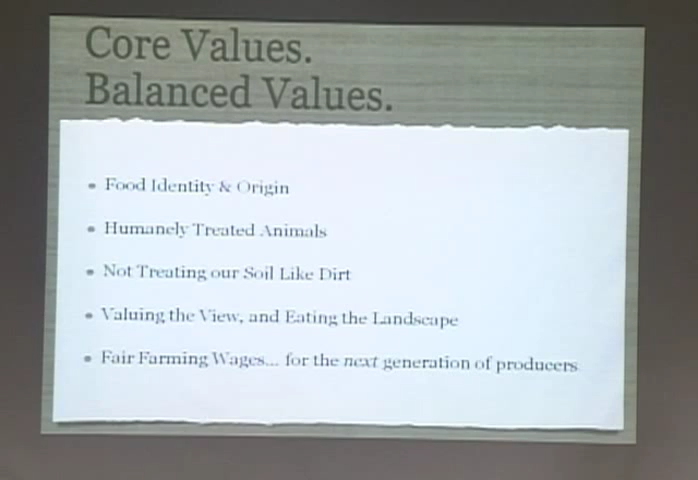 Core Values.
Balanced Values.
• Food Identity & Origin
• Humanely Treated Animals
• Not Treating our Soil Like Dirt
• Valuing the View, and Eating the Landscape
• Fair Farming Wages... for the next generation of producers